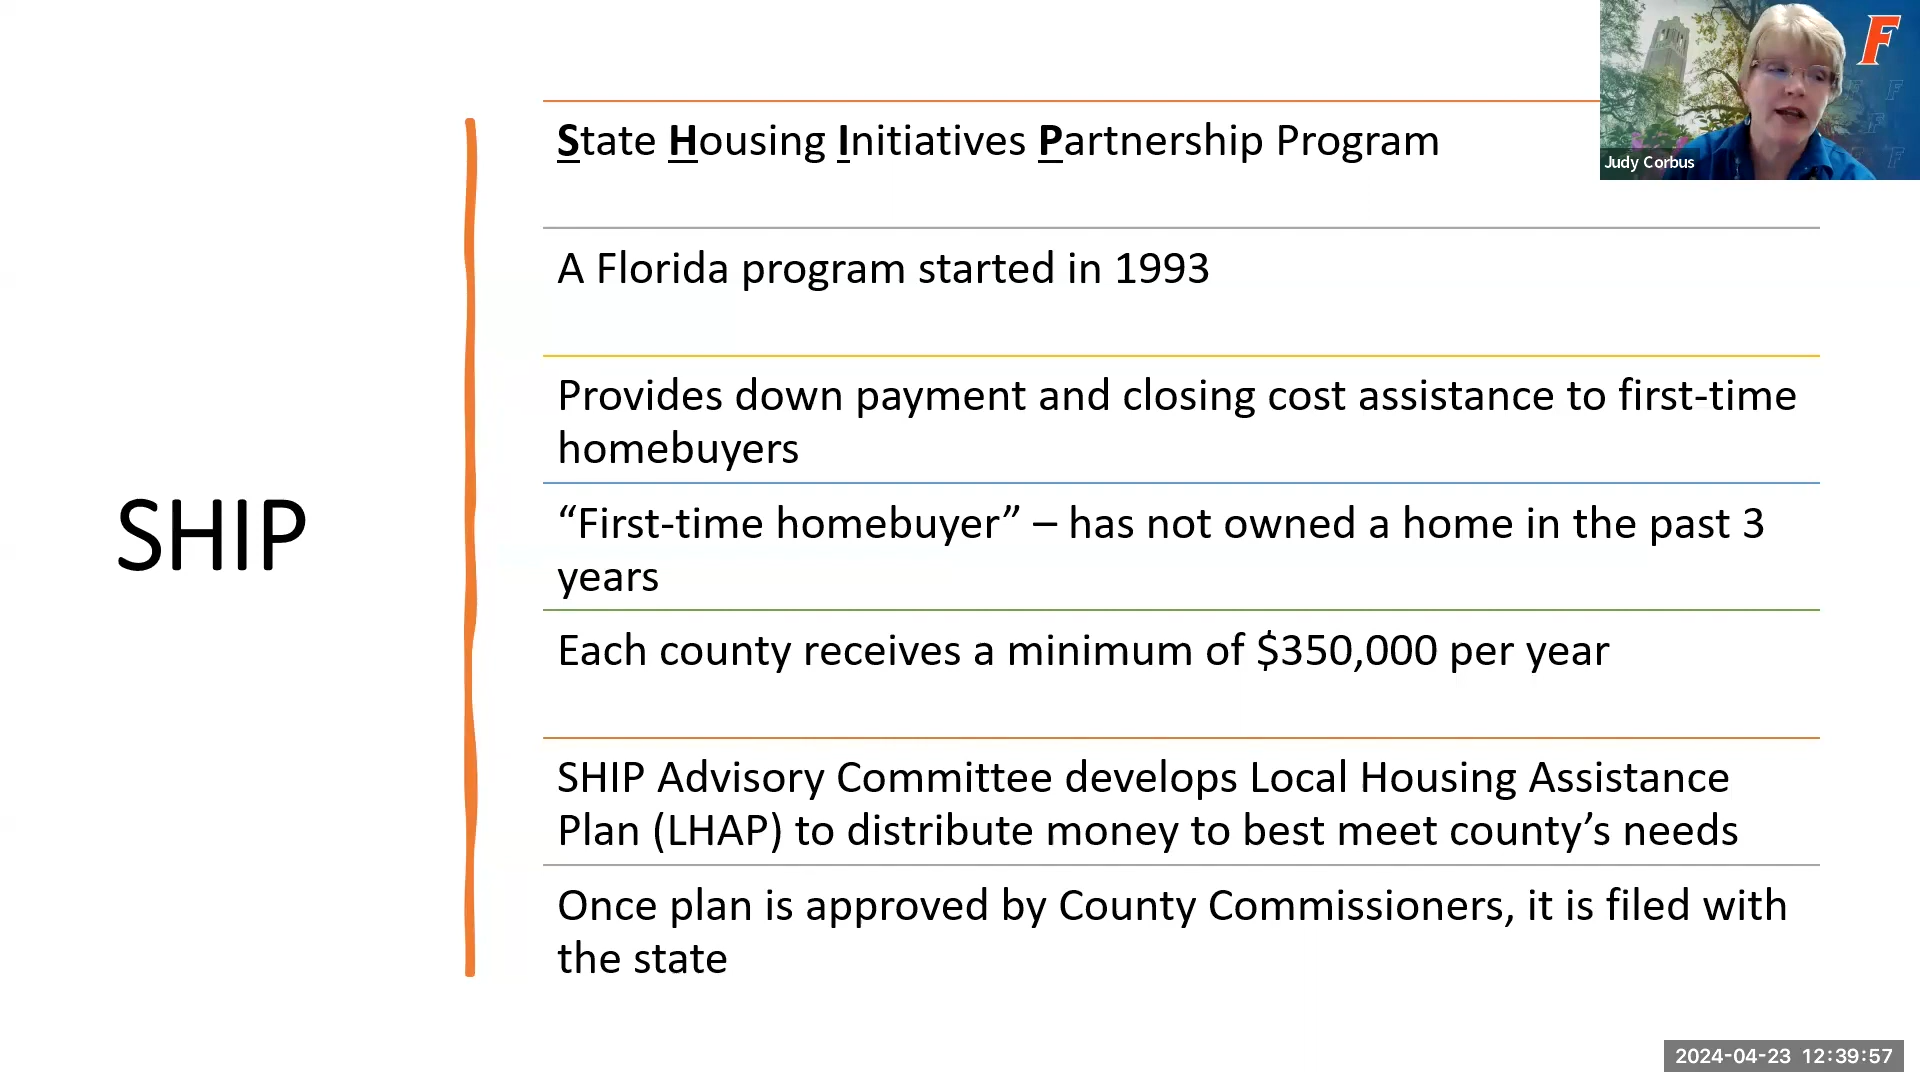 F
Judy Corbus
SHIP
State Housing Initiatives Partnership Program
A Florida program started in 1993
Provides down payment and closing cost assistance to first-time
homebuyers
“First-time homebuyer” – has not owned a home in the past 3
years
Each county receives a minimum of $350,000 per year
SHIP Advisory Committee develops Local Housing Assistance
Plan (LHAP) to distribute money to best meet county’s needs
Once plan is approved by County Commissioners, it is filed with
the state
2024-04-23 12:39:57